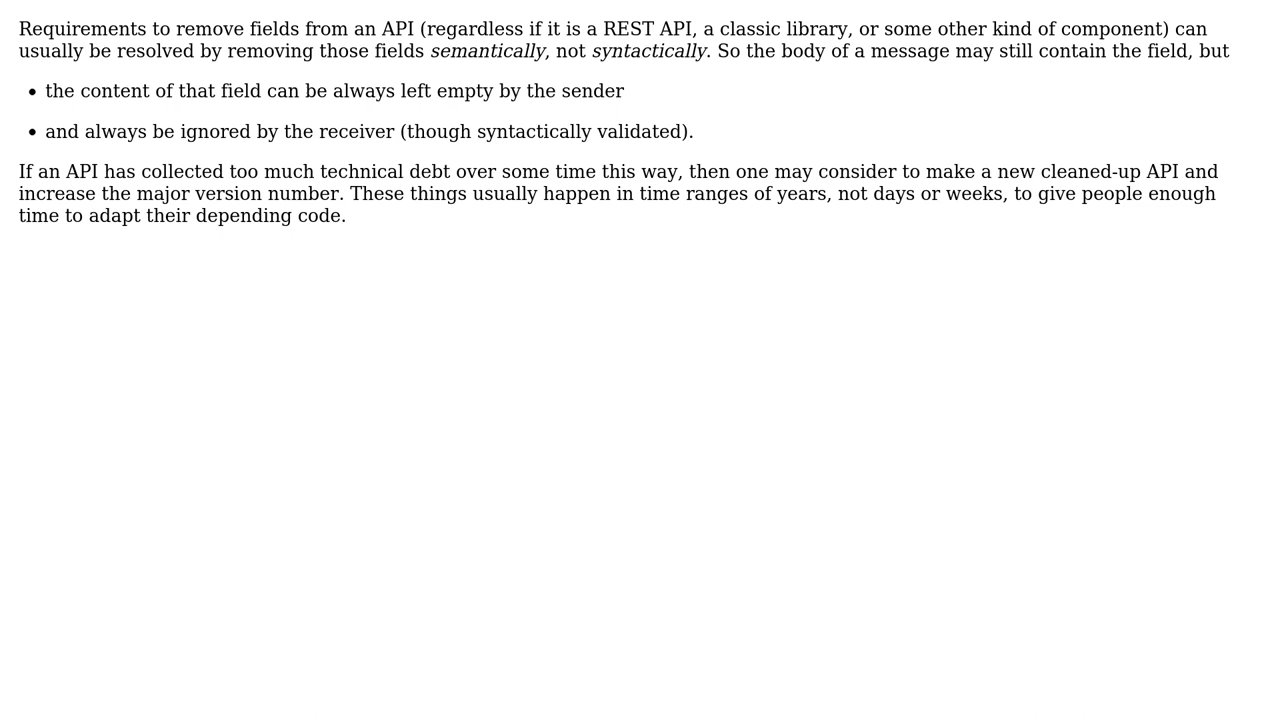 Requirements to remove fields from an API (regardless if it is a REST API, a classic library, or some other kind of component) can
usually be resolved by removing those fields semantically, not syntactically. So the body of a message may still contain the field, but
• the content of that field can be always left empty by the sender
• and always be ignored by the receiver (though syntactically validated).
If an API has collected too much technical debt over some time this way, then one may consider to make a new cleaned-up API and
increase the major version number. These things usually happen in time ranges of years, not days or weeks, to give people enough
time to adapt their depending code.